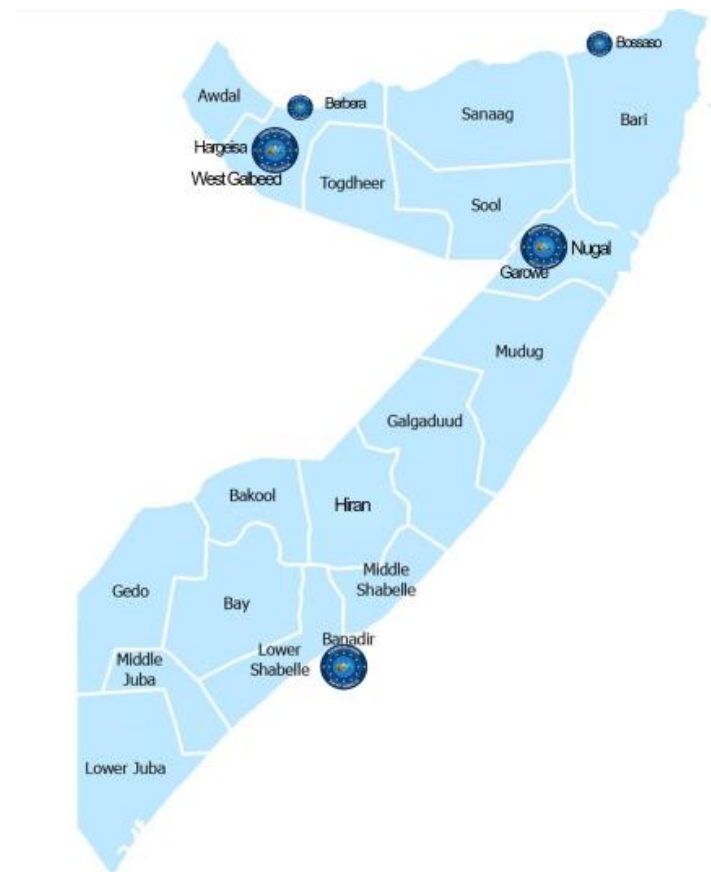 Bossaso
Awdal
Berbera
Sanaag
Bari
Hargeisa
West Galbeed
Togdheer
Sool
Nugal
Garowe
Mudug
Galgaduud
Bakool
Hiran
Middle
Shabelle
Gedo
Bay
Banadir
Lower
Shabelle
Middle
Juba
Lower Juba